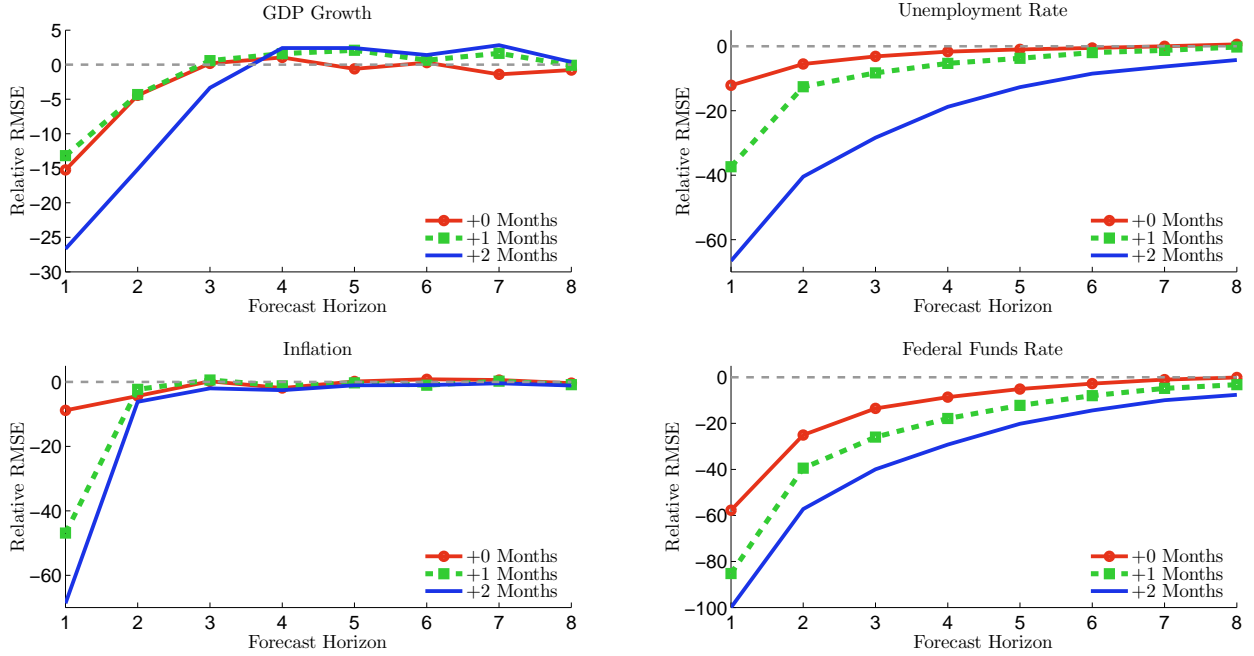 GDP Growth
Relative RMSE
5
0
−5
−10
−15
−20
−25
−30
1 2 3 4 5 6 7 8
Forecast Horizon
+0 Months
+1 Months
+2 Months
Unemployment Rate
Relative RMSE
0
−20
−40
−60
1 2 3 4 5 6 7 8
Forecast Horizon
+0 Months
+1 Months
+2 Months
Inflation
Relative RMSE
0
−20
−40
−60
1 2 3 4 5 6 7 8
Forecast Horizon
+0 Months
+1 Months
+2 Months
Federal Funds Rate
Relative RMSE
0
−20
−40
−60
−80
−100
1 2 3 4 5 6 7 8
Forecast Horizon
+0 Months
+1 Months
+2 Months